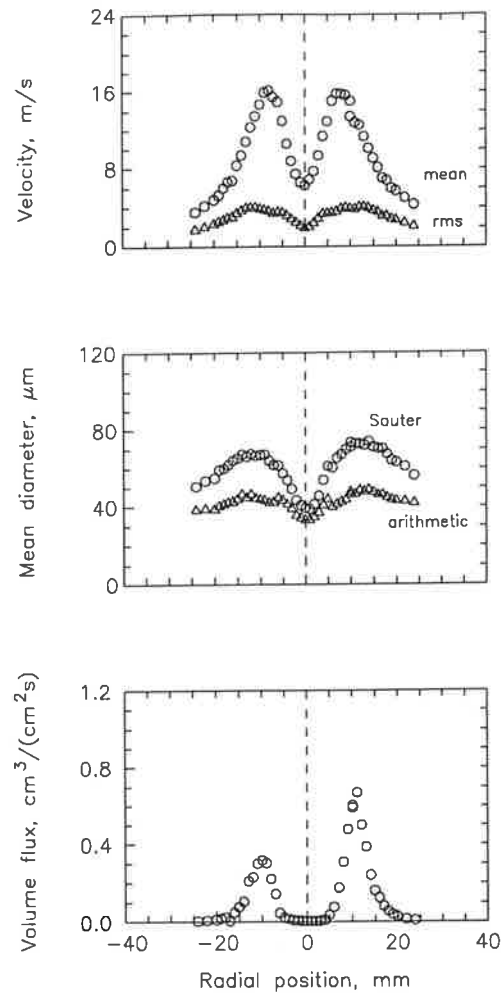 24
16
8
0
Velocity, m/s
mean
rms
120
80
40
0
Mean diameter, μm
Sauter
arithmetic
1.2
0.8
0.4
0.0
Volume flux, cm³/(cm²s)
−40 −20 0 20 40
Radial position, mm